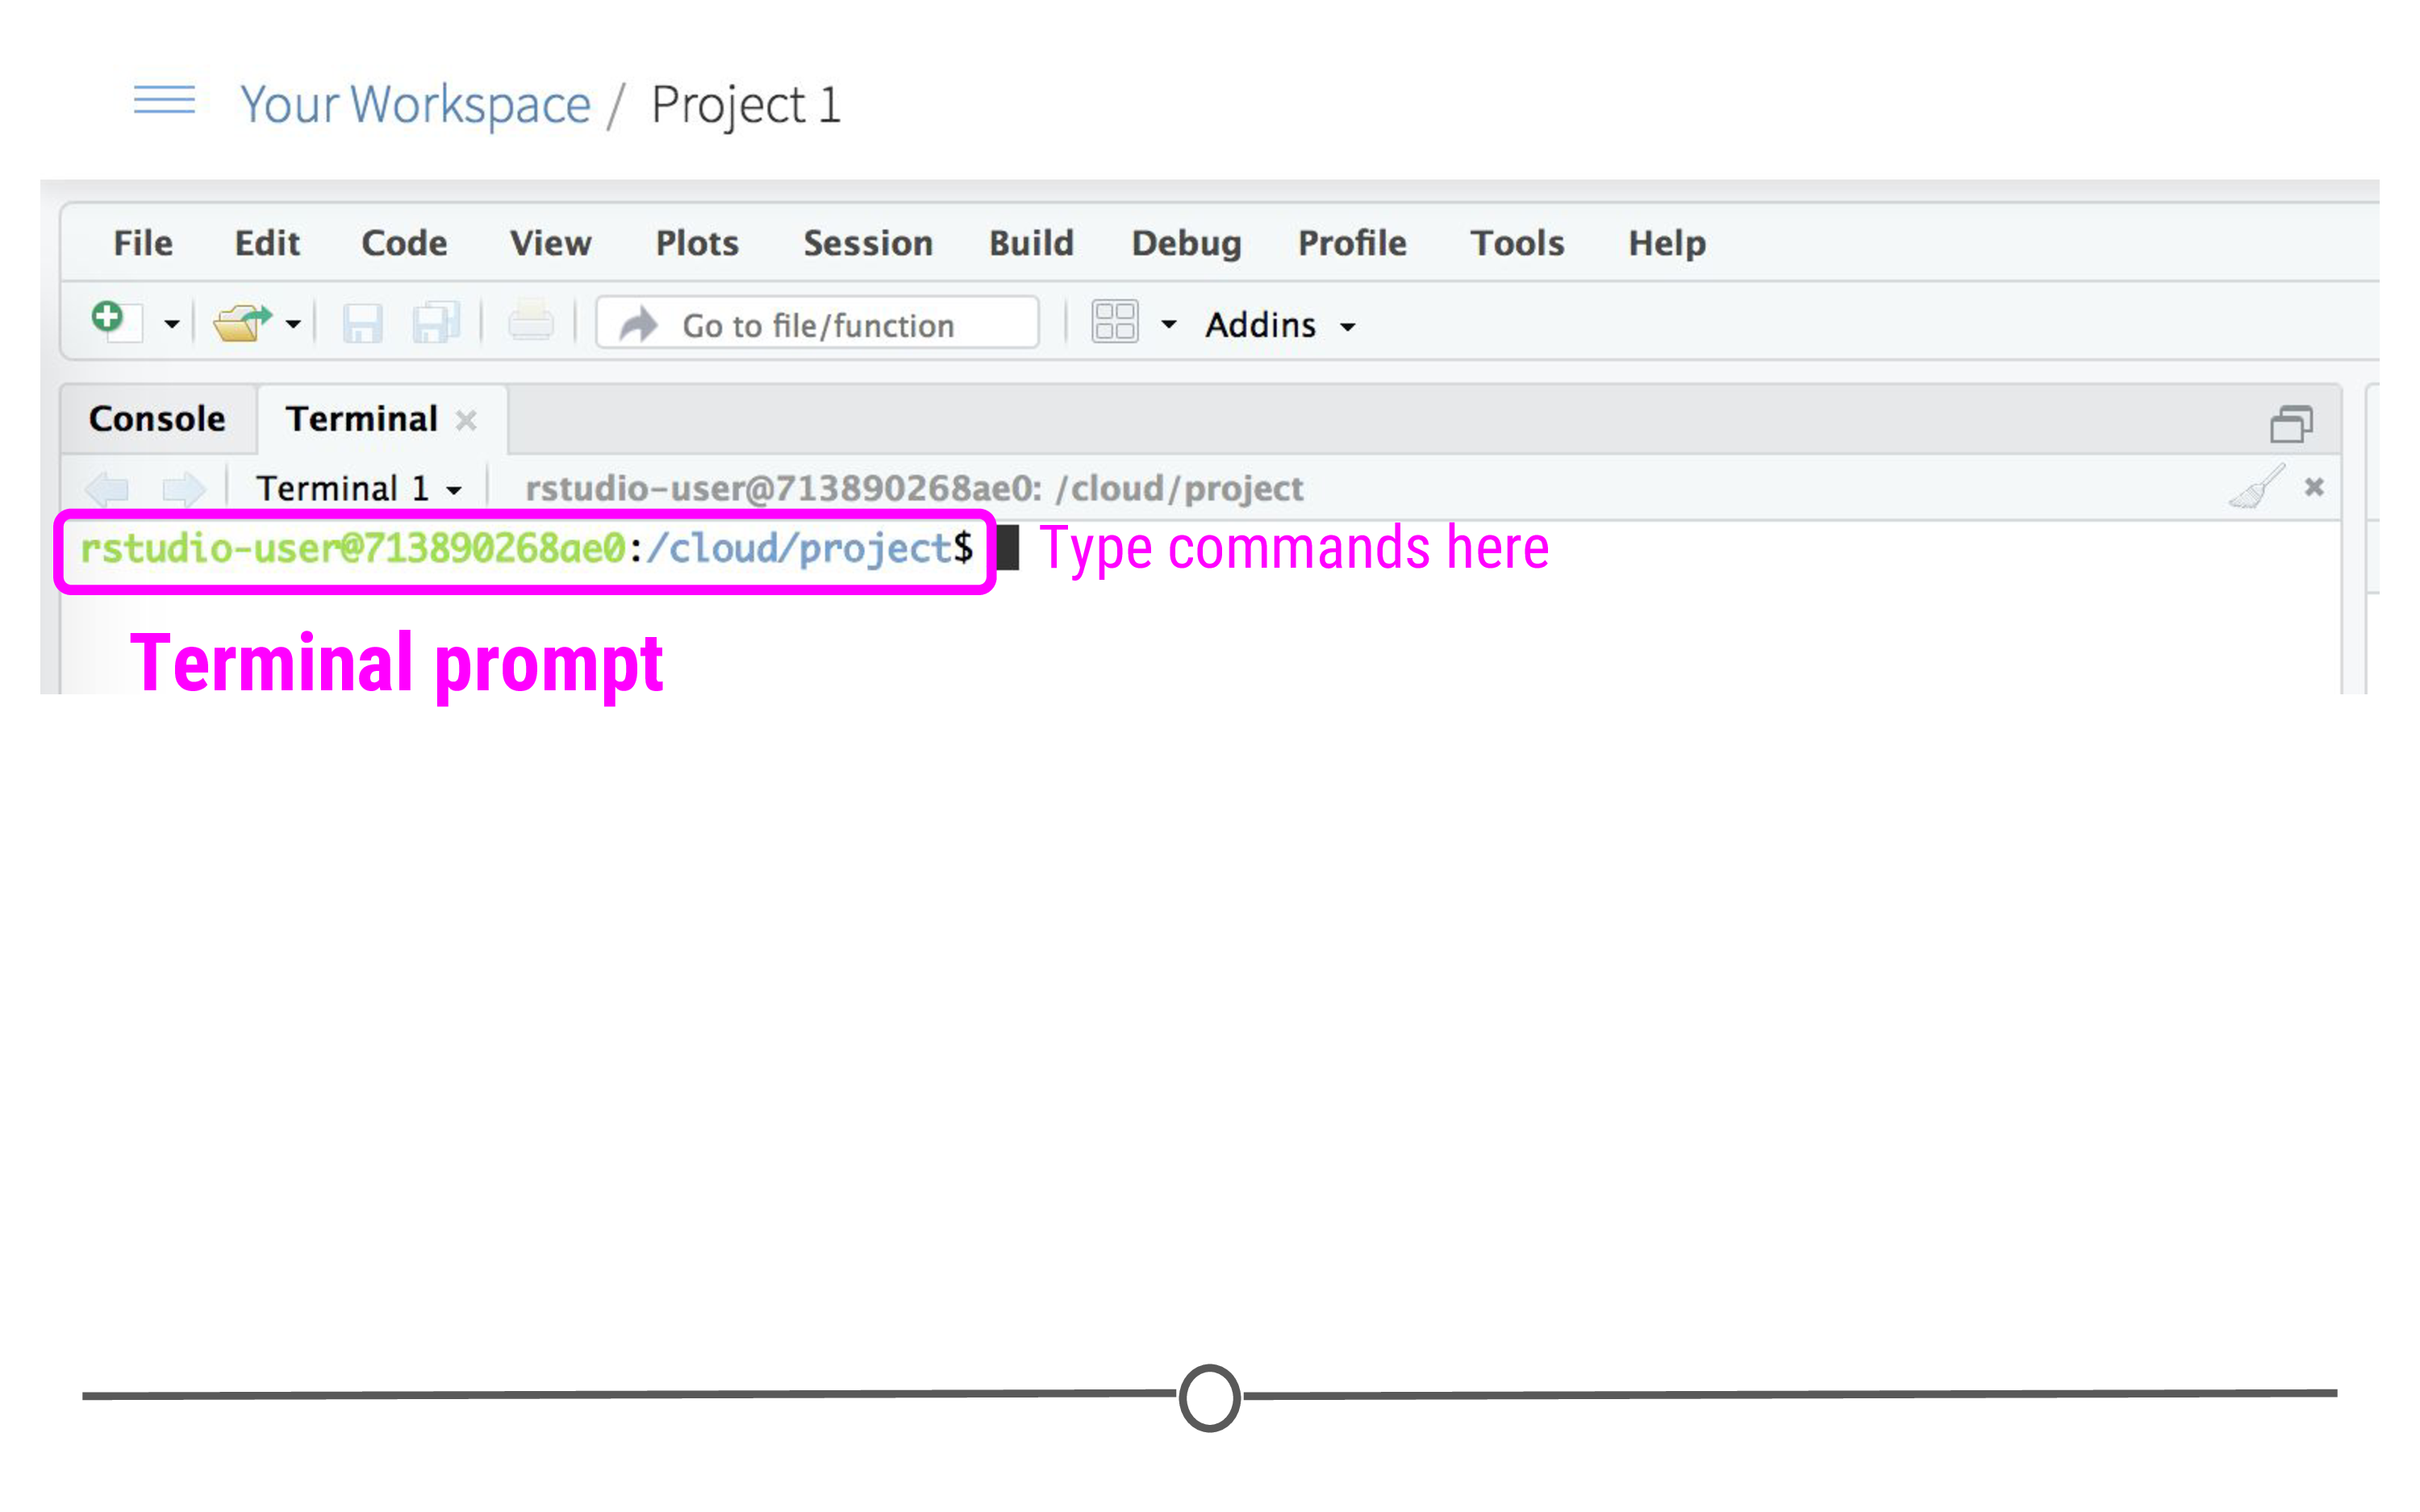 Your Workspace / Project 1
File Edit Code View Plots Session Build Debug Profile Tools Help
Go to file/function Addins
Console Terminal
Terminal 1 rstudio-user@713890268ae0: /cloud/project
rstudio-user@713890268ae0:/cloud/project$ Type commands here
Terminal prompt